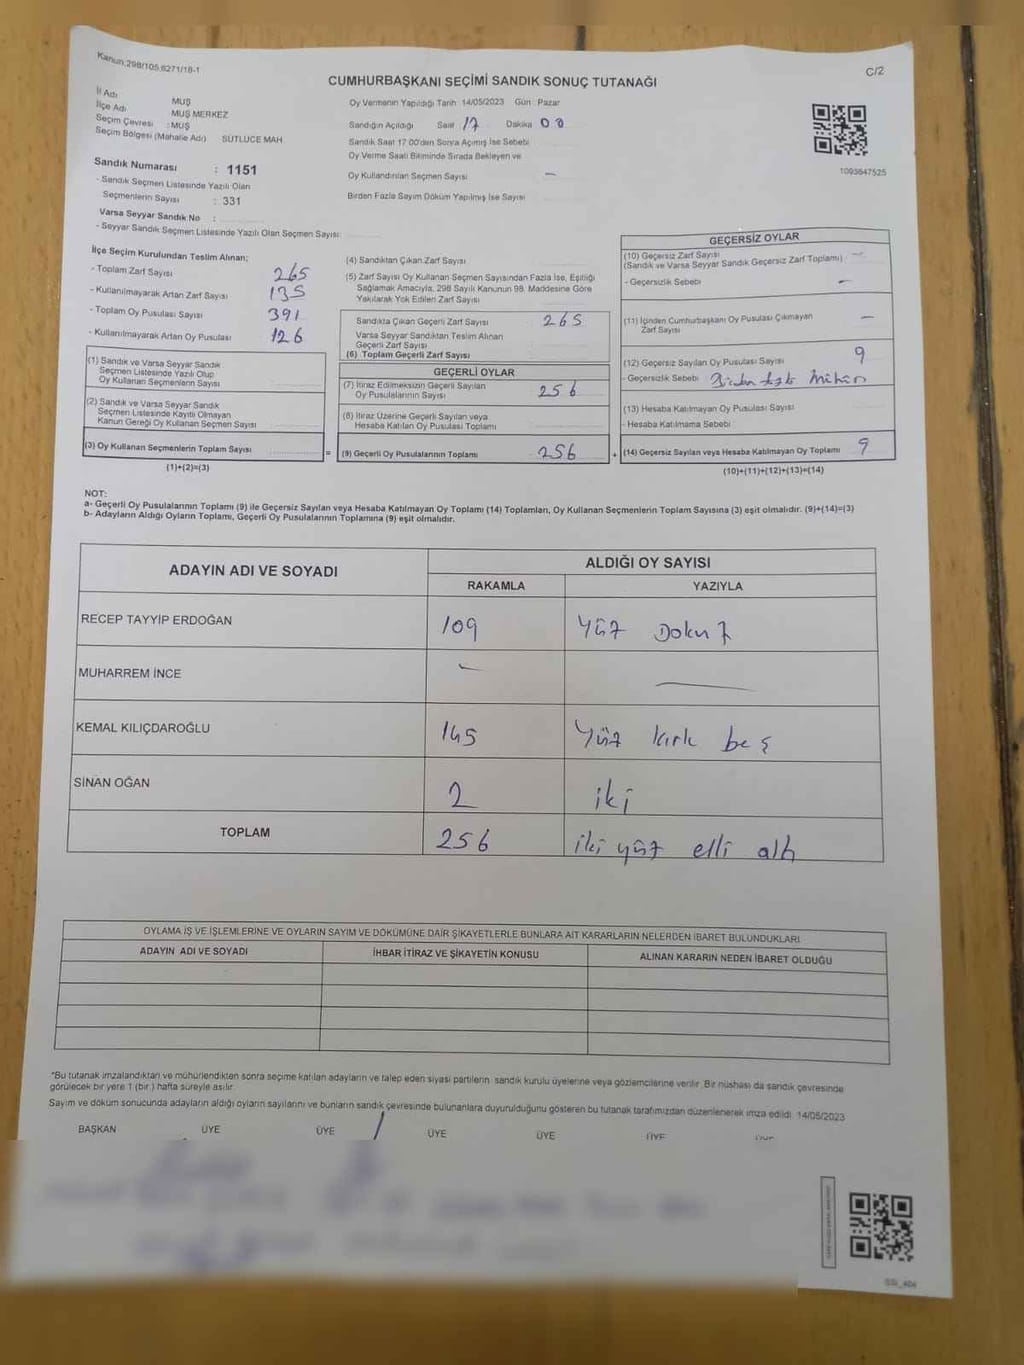 Kanun:298/105,6271/18-1
C/2
CUMHURBAŞKANI SEÇİMİ SANDIK SONUÇ TUTANAĞI
İl Adı MUŞ
İlçe Adı MUŞ MERKEZ
Seçim Çevresi : MUŞ
Seçim Bölgesi (Mahalle Adı) SÜTLÜCE MAH
Sandık Numarası : 1151
- Sandık Seçmen Listesinde Yazılı Olan
Seçmenlerin Sayısı : 331
Varsa Seyyar Sandık No :
- Seyyar Sandık Seçmen Listesinde Yazılı Olan Seçmen Sayısı:
Oy Vermenin Yapıldığı Tarih 14/05/2023 Gün Pazar
Sandığın Açıldığı Saat 17 Dakika 00
Sandık Saat 17 00'den Sonra Açılmış İse Sebebi
Oy Verme Saati Bitiminde Sırada Bekleyen ve
Oy Kullandırılan Seçmen Sayısı —
Birden Fazla Sayım Döküm Yapılmış İse Sayısı
1093647525
İlçe Seçim Kurulundan Teslim Alınan;
- Toplam Zarf Sayısı 265
- Kullanılmayarak Artan Zarf Sayısı 135
- Toplam Oy Pusulası Sayısı 391
- Kullanılmayarak Artan Oy Pusulası 126
(1) Sandık ve Varsa Seyyar Sandık
Seçmen Listesinde Yazılı Olup
Oy Kullanan Seçmenlerin Sayısı
(2) Sandık ve Varsa Seyyar Sandık
Seçmen Listesinde Kayıtlı Olmayan
Kanun Gereği Oy Kullanan Seçmen Sayısı
(3) Oy Kullanan Seçmenlerin Toplam Sayısı
=
(1)+(2)=(3)
(4) Sandıktan Çıkan Zarf Sayısı
(5) Zarf Sayısı Oy Kullanan Seçmen Sayısından Fazla İse, Eşitliği
Sağlamak Amacıyla, 298 Sayılı Kanunun 98. Maddesine Göre
Yakılarak Yok Edilen Zarf Sayısı
Sandıkta Çıkan Geçerli Zarf Sayısı 265
Varsa Seyyar Sandıktan Teslim Alınan
Geçerli Zarf Sayısı
(6) Toplam Geçerli Zarf Sayısı
GEÇERLİ OYLAR
(7) İtiraz Edilmeksizin Geçerli Sayılan
Oy Pusulalarının Sayısı 256
(8) İtiraz Üzerine Geçerli Sayılan veya
Hesaba Katılan Oy Pusulası Toplamı
(9) Geçerli Oy Pusulalarının Toplamı 256
+
GEÇERSİZ OYLAR
(10) Geçersiz Zarf Sayısı —
(Sandık ve Varsa Seyyar Sandık Geçersiz Zarf Toplamı)
- Geçersizlik Sebebi —
(11) İçinden Cumhurbaşkanı Oy Pusulası Çıkmayan —
Zarf Sayısı
(12) Geçersiz Sayılan Oy Pusulası Sayısı 9
- Geçersizlik Sebebi Birden fazla Mühür
(13) Hesaba Katılmayan Oy Pusulası Sayısı
- Hesaba Katılmama Sebebi
(14) Geçersiz Sayılan veya Hesaba Katılmayan Oy Toplamı 9
(10)+(11)+(12)+(13)=(14)
NOT:
a- Geçerli Oy Pusulalarının Toplamı (9) ile Geçersiz Sayılan veya Hesaba Katılmayan Oy Toplamı (14) Toplamları, Oy Kullanan Seçmenlerin Toplam Sayısına (3) eşit olmalıdır. (9)+(14)=(3)
b- Adayların Aldığı Oyların Toplamı, Geçerli Oy Pusulalarının Toplamına (9) eşit olmalıdır.
ADAYIN ADI VE SOYADI
ALDIĞI OY SAYISI
RAKAMLA YAZIYLA
RECEP TAYYİP ERDOĞAN 109 Yüz Dokuz
MUHARREM İNCE — —
KEMAL KILIÇDAROĞLU 145 Yüz kırk beş
SİNAN OĞAN 2 iki
TOPLAM 256 iki yüz elli altı
OYLAMA İŞ VE İŞLEMLERİNE VE OYLARIN SAYIM VE DÖKÜMÜNE DAİR ŞİKAYETLERLE BUNLARA AİT KARARLARIN NELERDEN İBARET BULUNDUKLARI
ADAYIN ADI VE SOYADI İHBAR İTİRAZ VE ŞİKAYETİN KONUSU ALINAN KARARIN NEDEN İBARET OLDUĞU
*Bu tutanak imzalandıktan ve mühürlendikten sonra seçime katılan adayların ve talep eden siyasi partilerin sandık kurulu üyelerine veya gözlemcilerine verilir. Bir nüshası da sandık çevresinde
görülecek bir yere 1 (bir ) hafta süreyle asılır.
Sayım ve döküm sonucunda adayların aldığı oyların sayılarını ve bunların sandık çevresinde bulunanlara duyurulduğunu gösteren bu tutanak tarafımızdan düzenlenerek imza edildi. 14/05/2023
BAŞKAN ÜYE ÜYE ÜYE ÜYE ÜYE